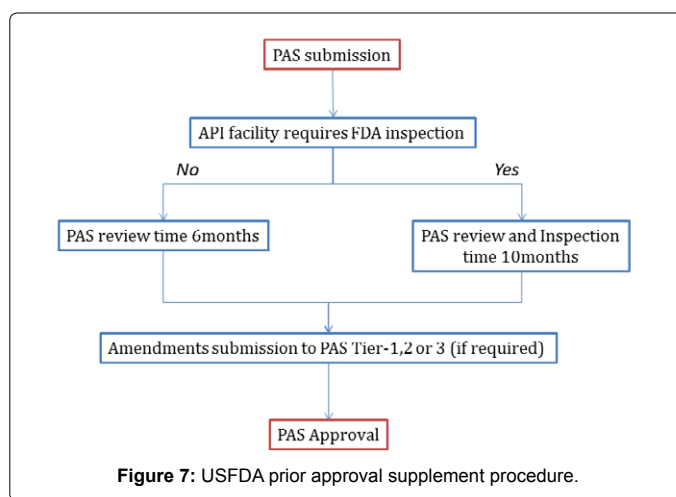 PAS submission
API facility requires FDA inspection
No
Yes
PAS review time 6months
PAS review and Inspection
time 10months
Amendments submission to PAS Tier-1,2 or 3 (if required)
PAS Approval
Figure 7: USFDA prior approval supplement procedure.